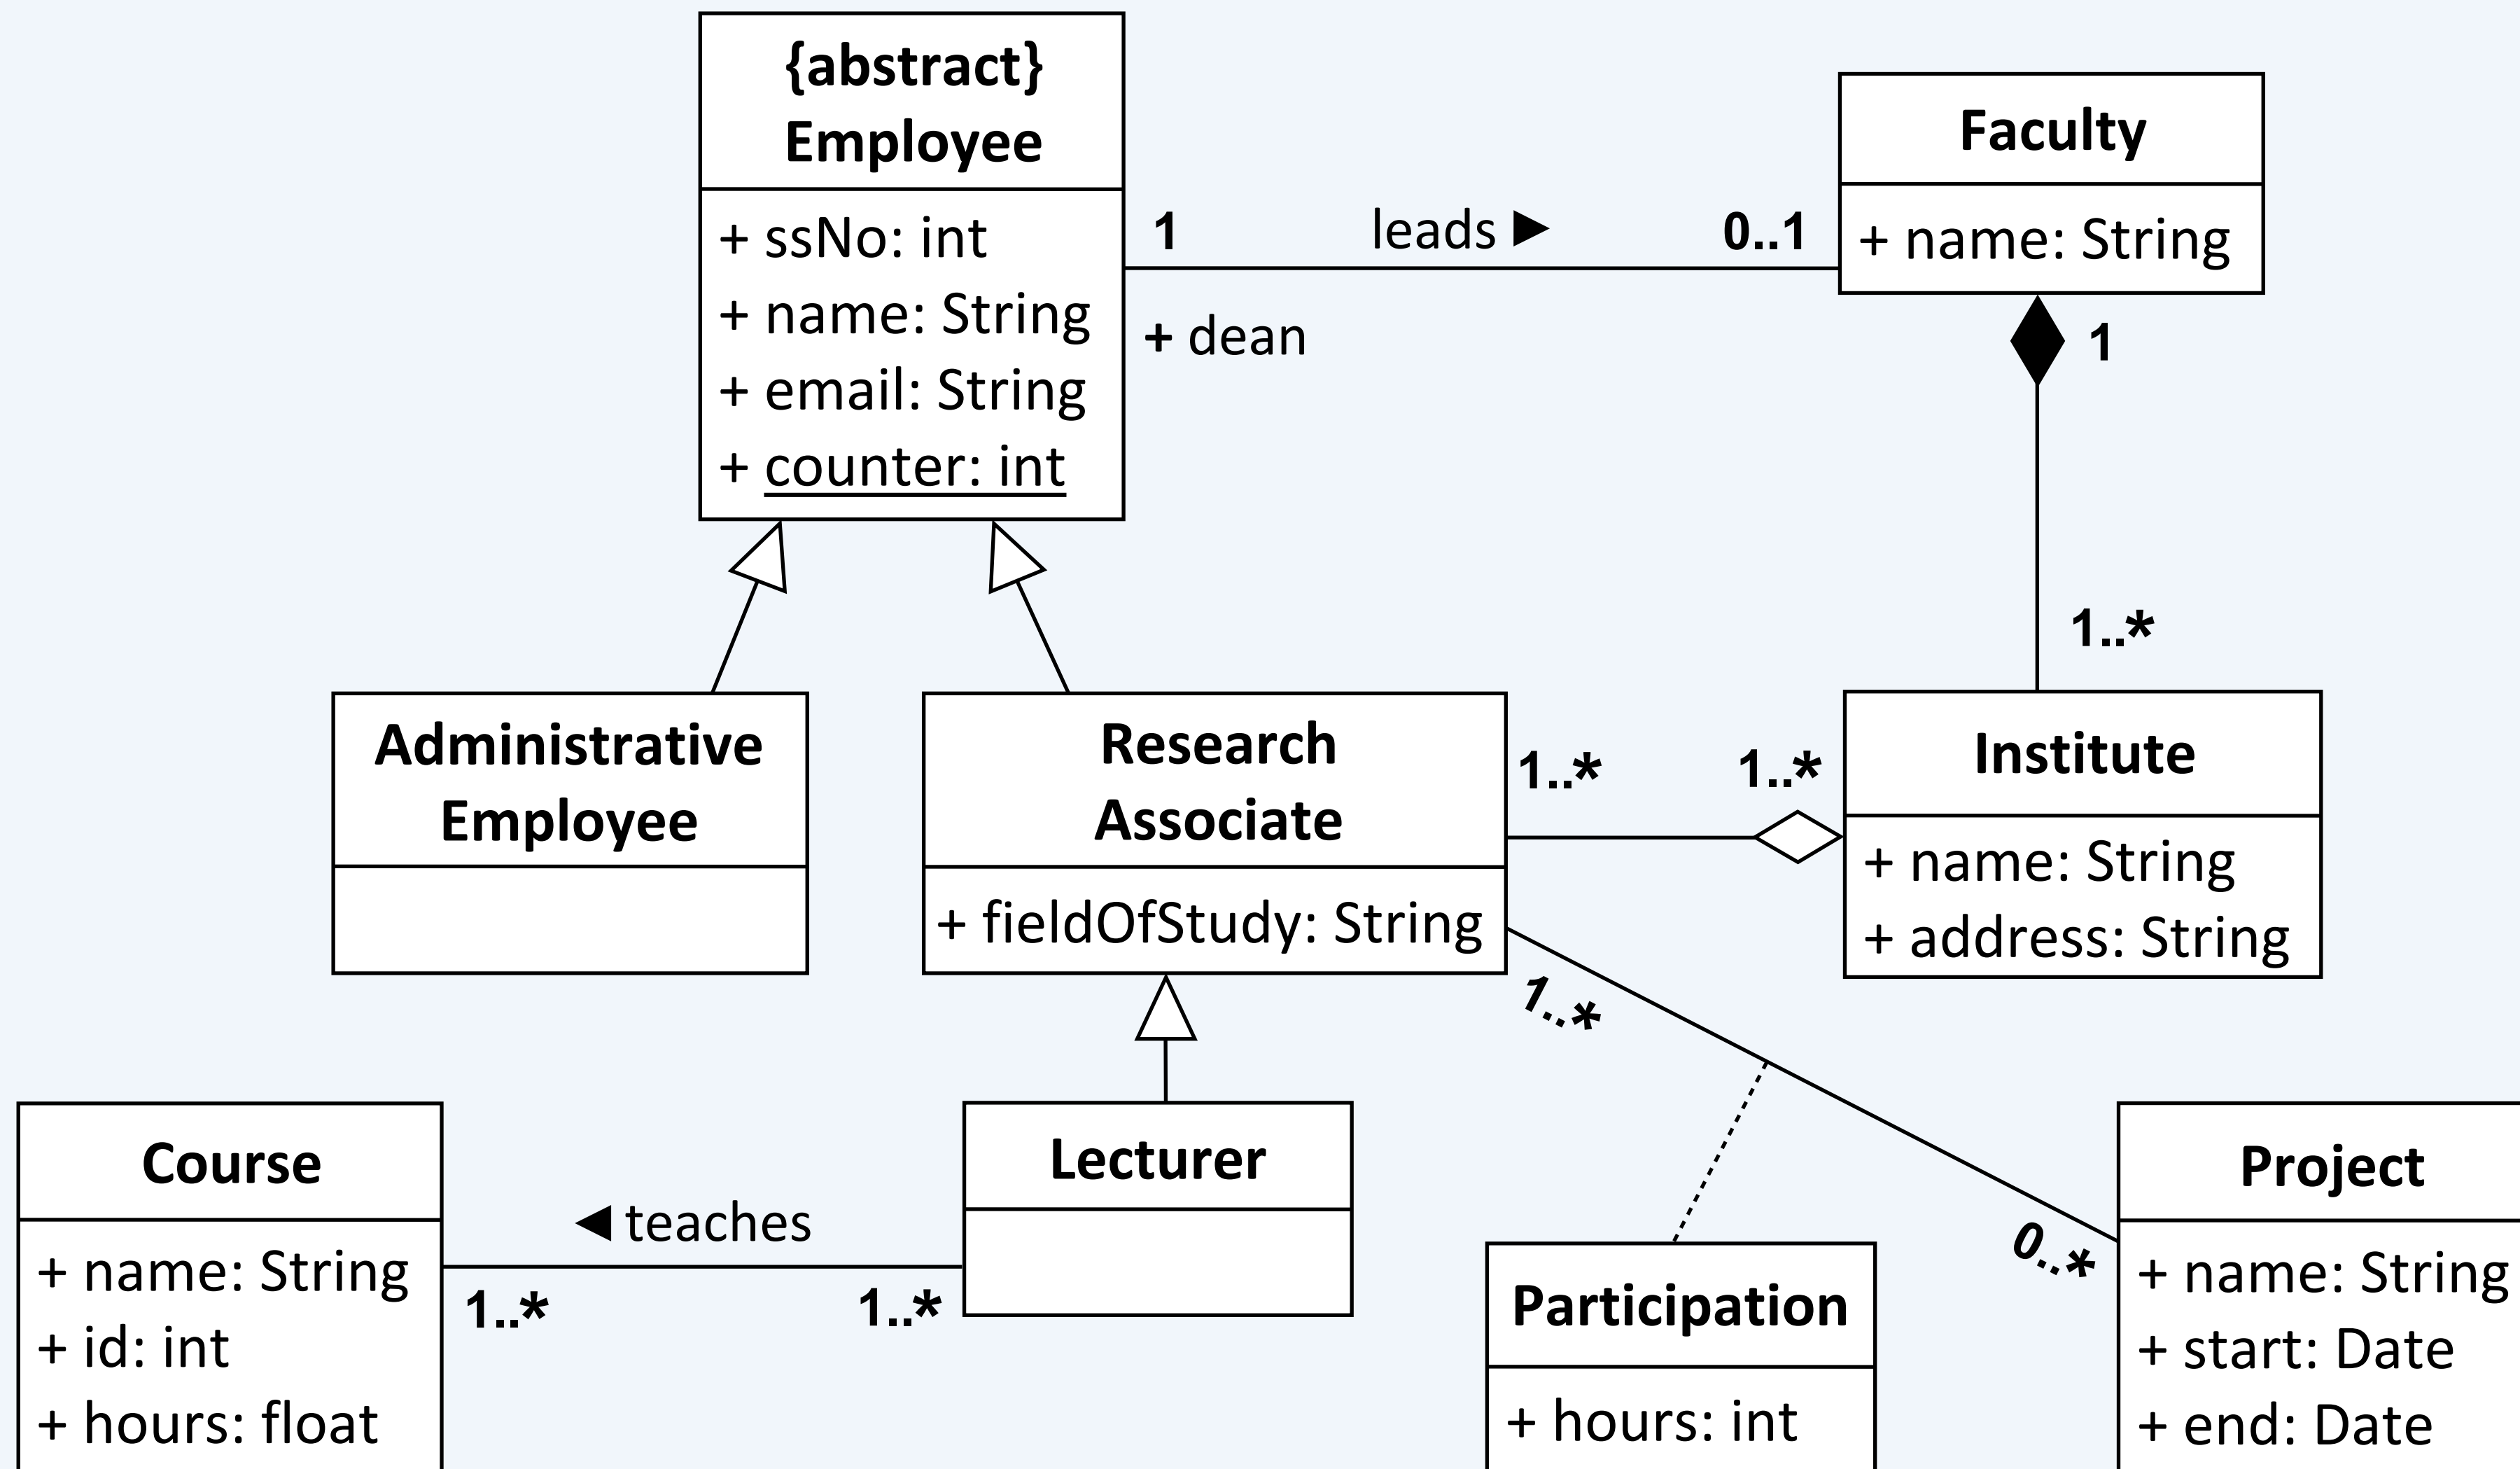 {abstract}
Employee
+ ssNo: int
+ name: String
+ email: String
+ counter: int
1
leads ►
0..1
+ dean
Faculty
+ name: String
1
1..*
Administrative
Employee
Research
Associate
+ fieldOfStudy: String
1..*
1..*
Institute
+ name: String
+ address: String
1..*
0..*
Course
+ name: String
+ id: int
+ hours: float
◄ teaches
1..*
1..*
Lecturer
Participation
+ hours: int
Project
+ name: String
+ start: Date
+ end: Date